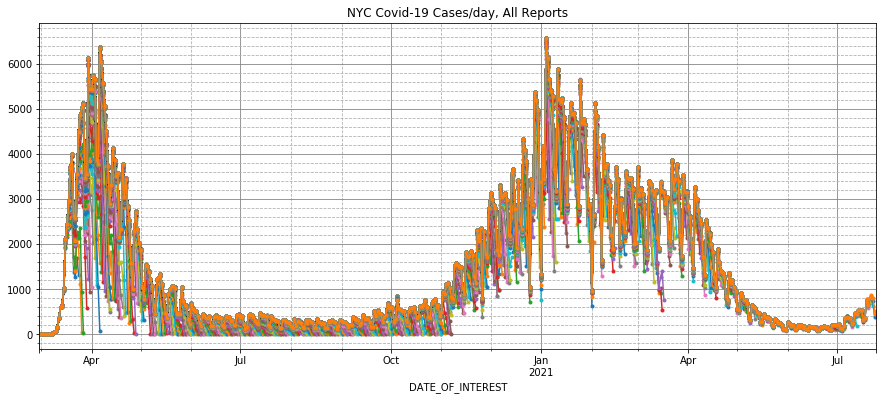 NYC Covid-19 Cases/day, All Reports
6000
5000
4000
3000
2000
1000
0
Apr Jul Oct Jan Apr Jul
2021
DATE_OF_INTEREST